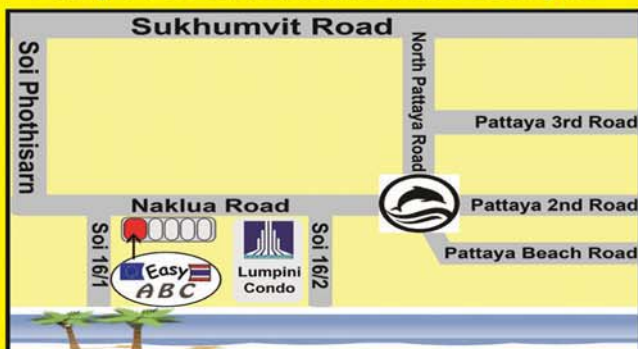 Sukhumvit Road
Soi Phothisarn
North Pattaya Road
Pattaya 3rd Road
Naklua Road
Pattaya 2nd Road
Soi 16/1
Easy
ABC
Lumpini
Condo
Soi 16/2
Pattaya Beach Road